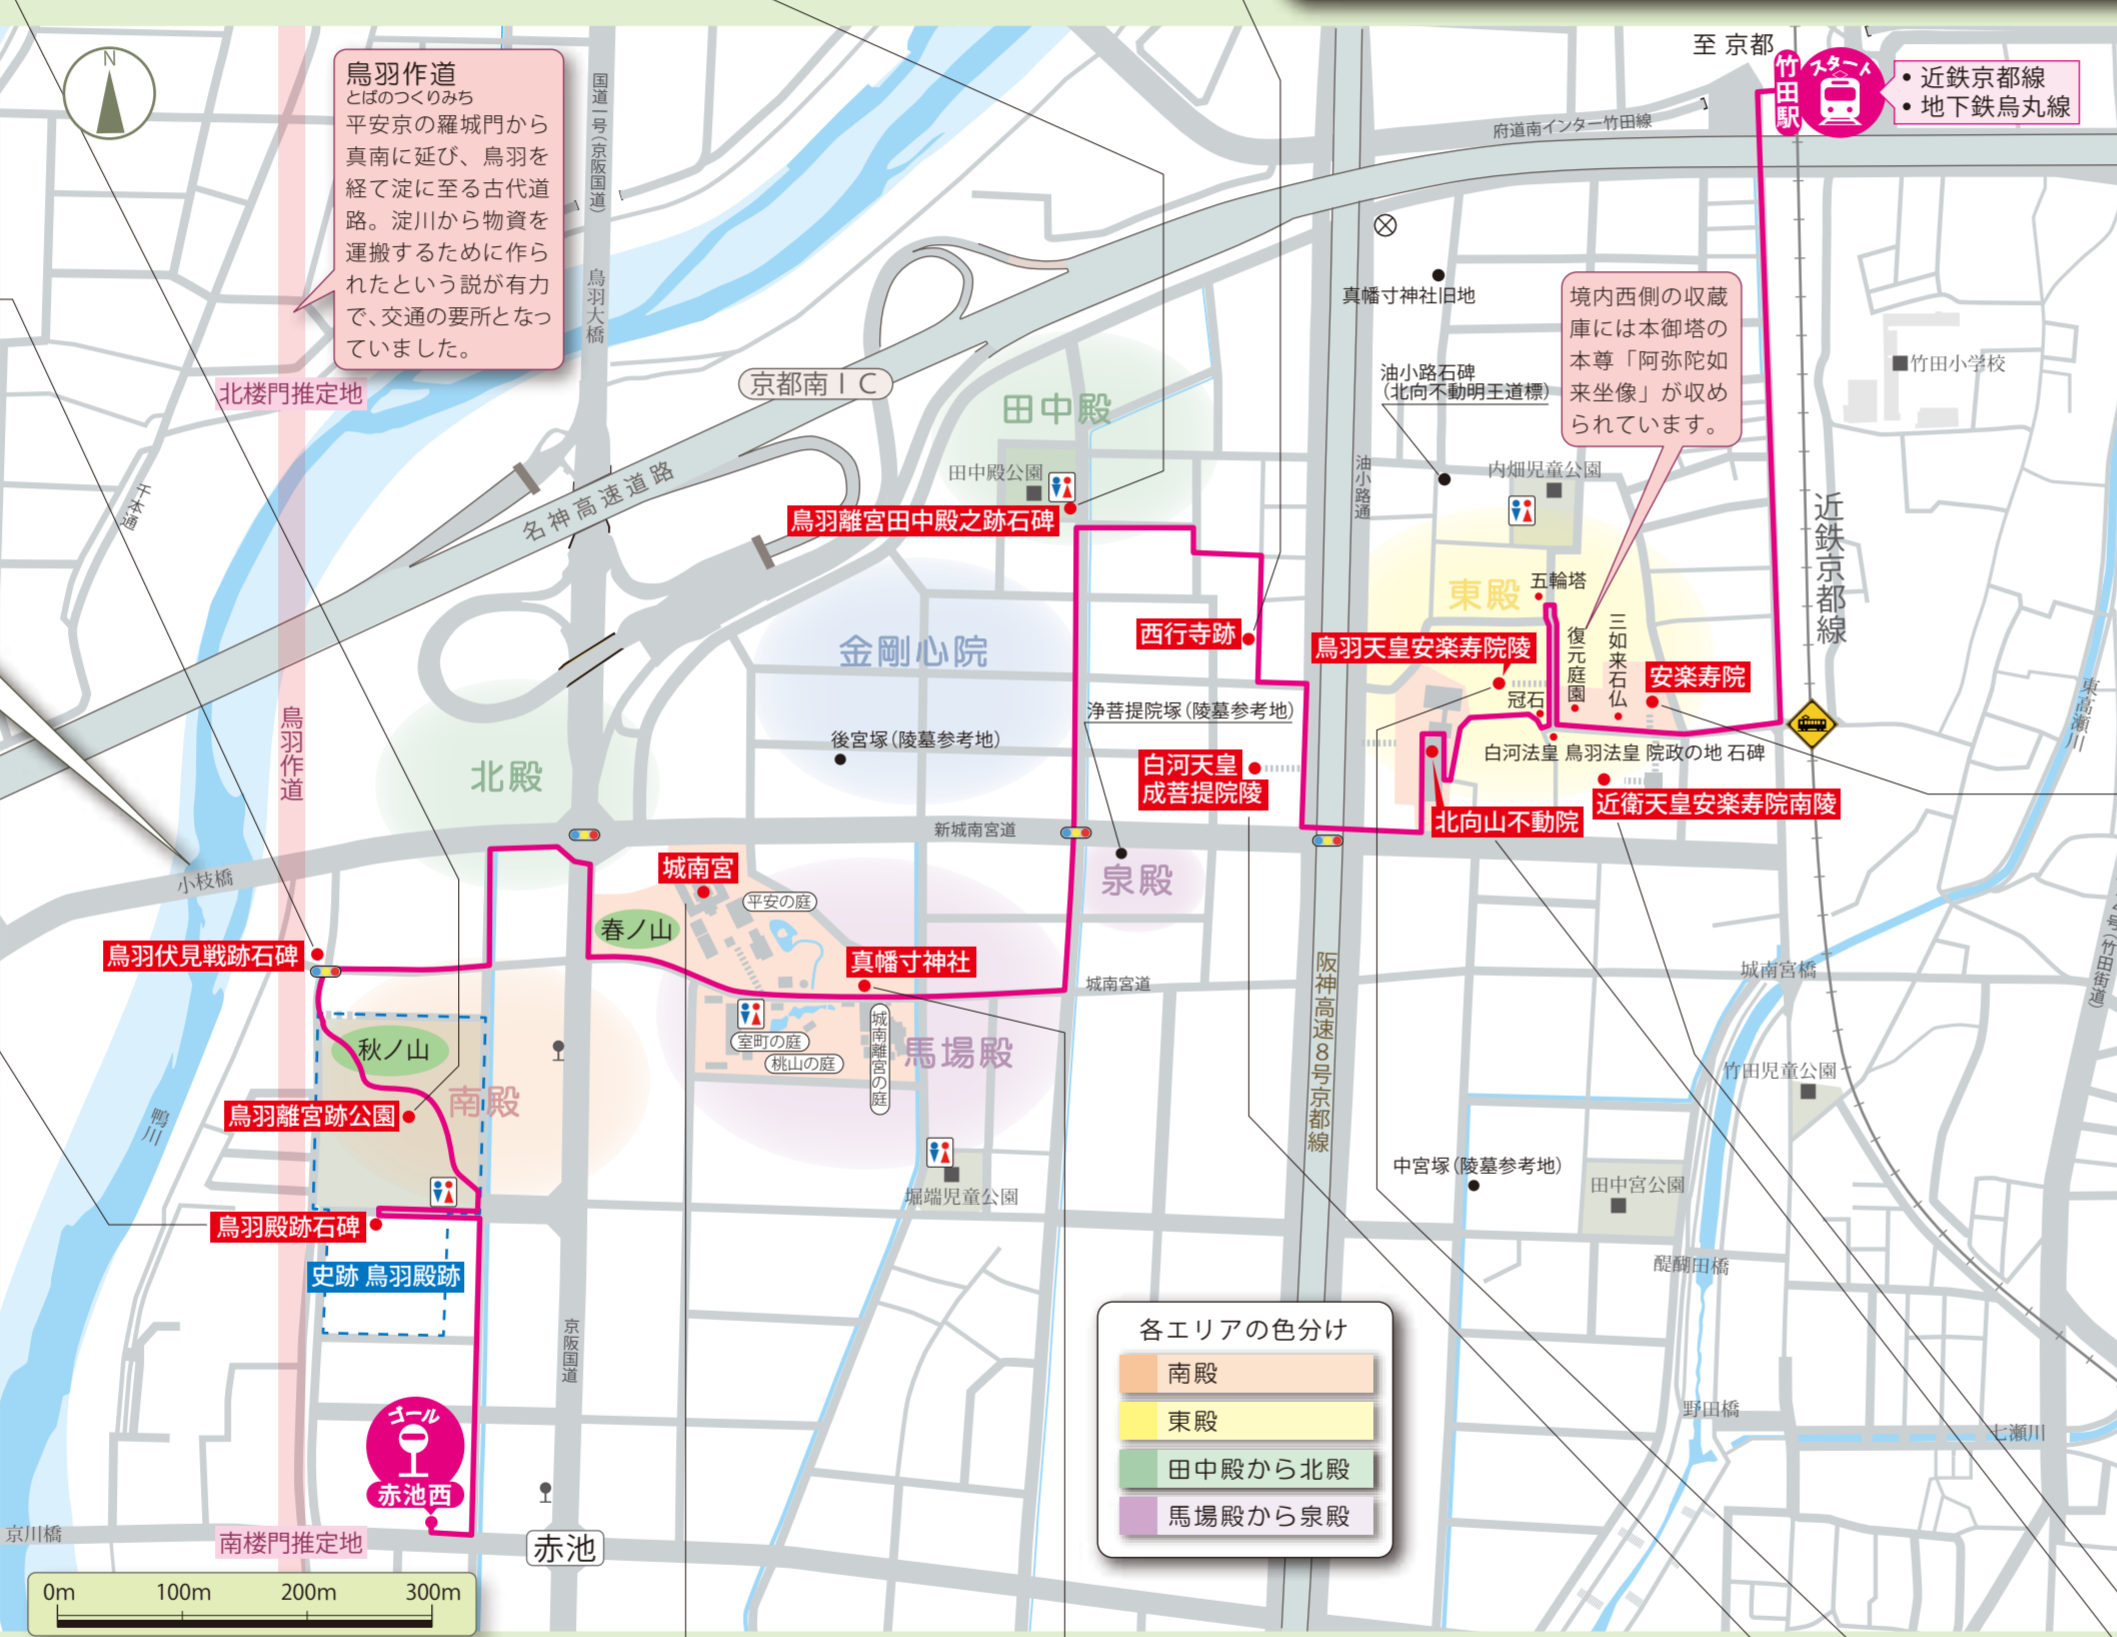 N
鳥羽作道
とばのつくりみち
平安京の羅城門から
真南に延び、鳥羽を
経て淀に至る古代道
路。淀川から物資を
運搬するために作ら
れたという説が有力
で、交通の要所となっ
ていました。
国道一号（京阪国道）
鳥羽大橋
至 京都
竹田駅
スタート
• 近鉄京都線
• 地下鉄烏丸線
府道南インター竹田線
真幡寸神社旧地
境内西側の収蔵
庫には本御塔の
本尊「阿弥陀如
来坐像」が収め
られています。
竹田小学校
油小路石碑
（北向不動明王道標）
北楼門推定地
京都南ＩＣ
田中殿
田中殿公園
内畑児童公園
油小路通
千本通
名神高速道路
鳥羽離宮田中殿之跡石碑
近鉄京都線
東殿
五輪塔
復元庭園
三如来石仏
西行寺跡
鳥羽天皇安楽寿院陵
安楽寿院
冠石
金剛心院
浄菩提院塚（陵墓参考地）
後宮塚（陵墓参考地）
白河法皇 鳥羽法皇 院政の地 石碑
東高瀬川
鳥羽作道
北殿
白河天皇
成菩提院陵
近衛天皇安楽寿院南陵
北向山不動院
新城南宮道
小枝橋
城南宮
平安の庭
泉殿
春ノ山
鳥羽伏見戦跡石碑
真幡寸神社
城南宮道
城南宮橋
号（竹田街道）
阪神高速８号京都線
室町の庭
桃山の庭
城南離宮の庭
馬場殿
秋ノ山
南殿
鳥羽離宮跡公園
鴨川
竹田児童公園
堀端児童公園
中宮塚（陵墓参考地）
田中宮公園
鳥羽殿跡石碑
史跡 鳥羽殿跡
醍醐田橋
京阪国道
各エリアの色分け
南殿
東殿
田中殿から北殿
馬場殿から泉殿
野田橋
七瀬川
ゴール
赤池西
京川橋
南楼門推定地
赤池
0m 100m 200m 300m